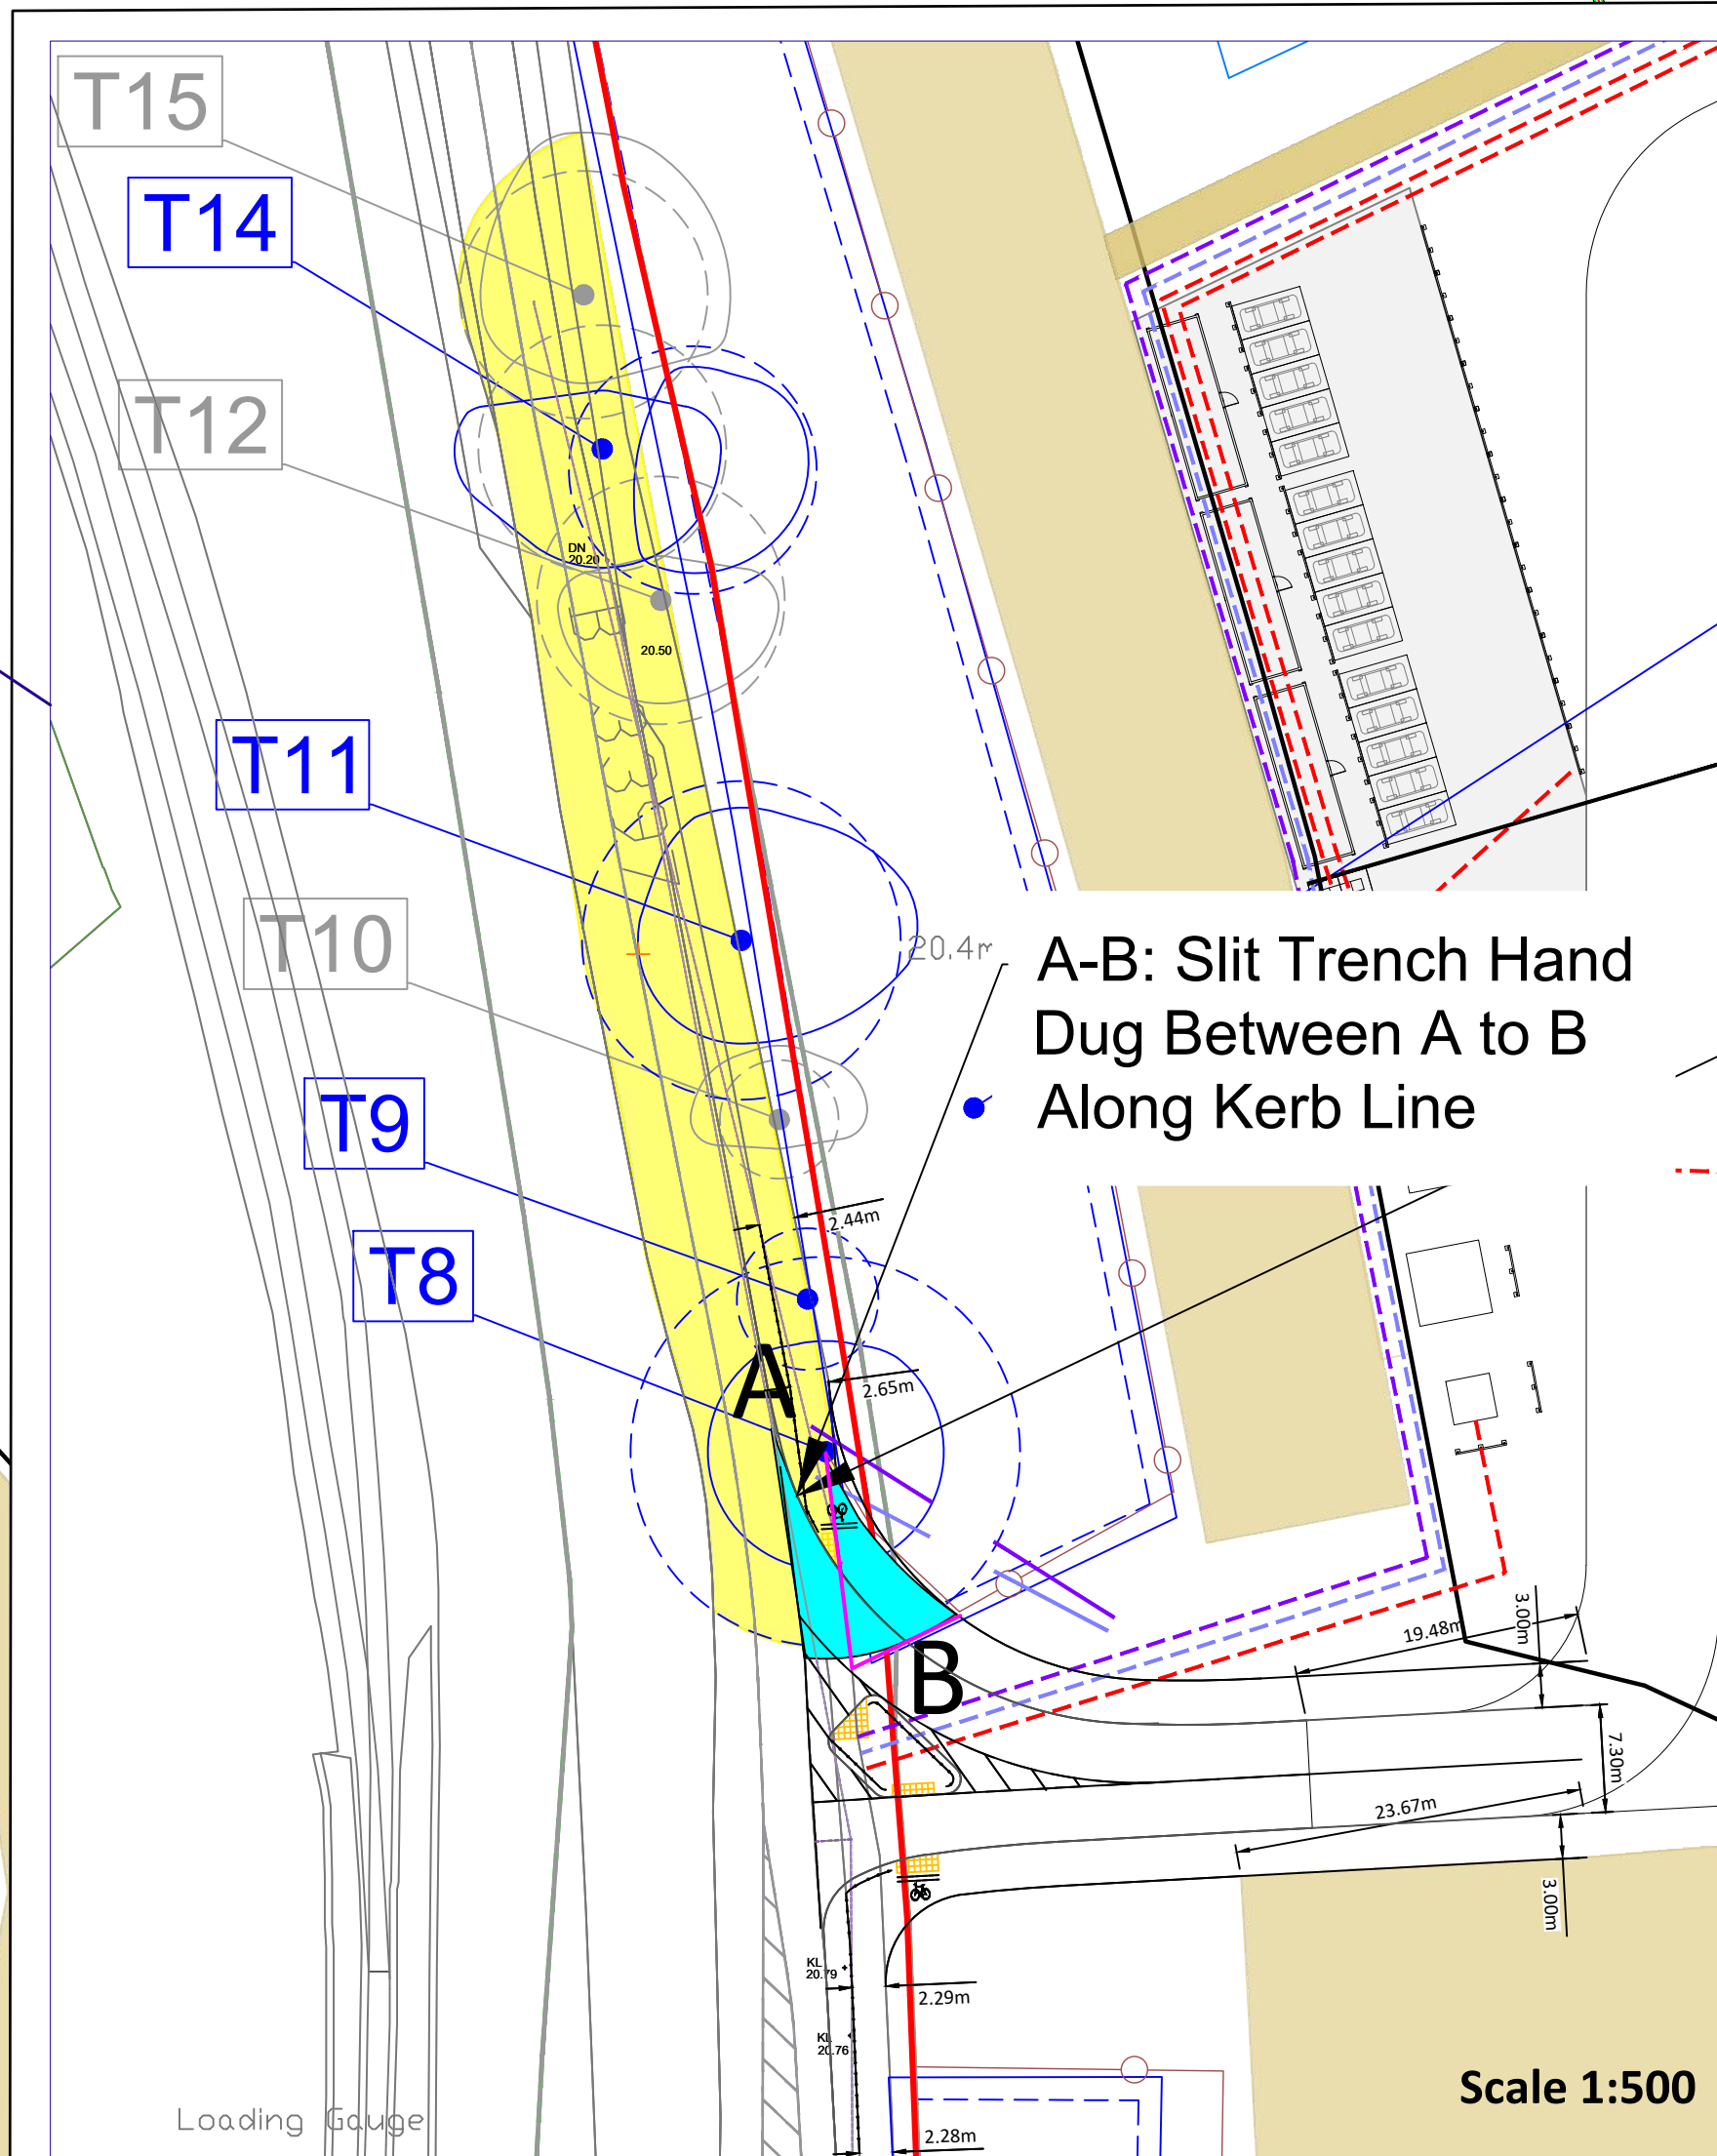 T15
T14
T12
DN
20.20
20.50
T11
T10
20.4m
A-B: Slit Trench Hand
Dug Between A to B
Along Kerb Line
T9
2.44m
T8
A
2.65m
B
19.48m
3.00m
7.30m
23.67m
3.00m
KL
20.79
2.29m
KL
20.76
Scale 1:500
Loading Gauge
2.28m